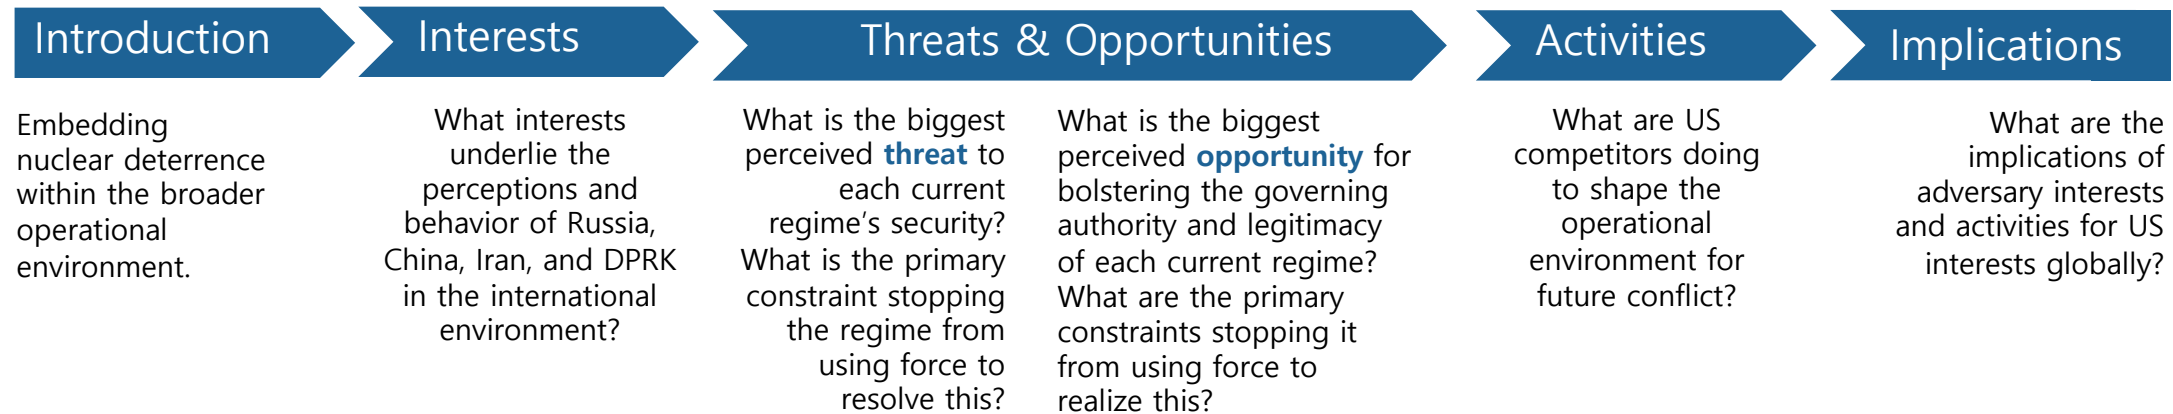 Introduction
Embedding
nuclear deterrence
within the broader
operational
environment.
Interests
What interests
underlie the
perceptions and
behavior of Russia,
China, Iran, and DPRK
in the international
environment?
Threats & Opportunities
What is the biggest
perceived threat to
each current
regime’s security?
What is the primary
constraint stopping
the regime from
using force to
resolve this?
What is the biggest
perceived opportunity for
bolstering the governing
authority and legitimacy
of each current regime?
What are the primary
constraints stopping it
from using force to
realize this?
Activities
What are US
competitors doing
to shape the
operational
environment for
future conflict?
Implications
What are the
implications of
adversary interests
and activities for US
interests globally?